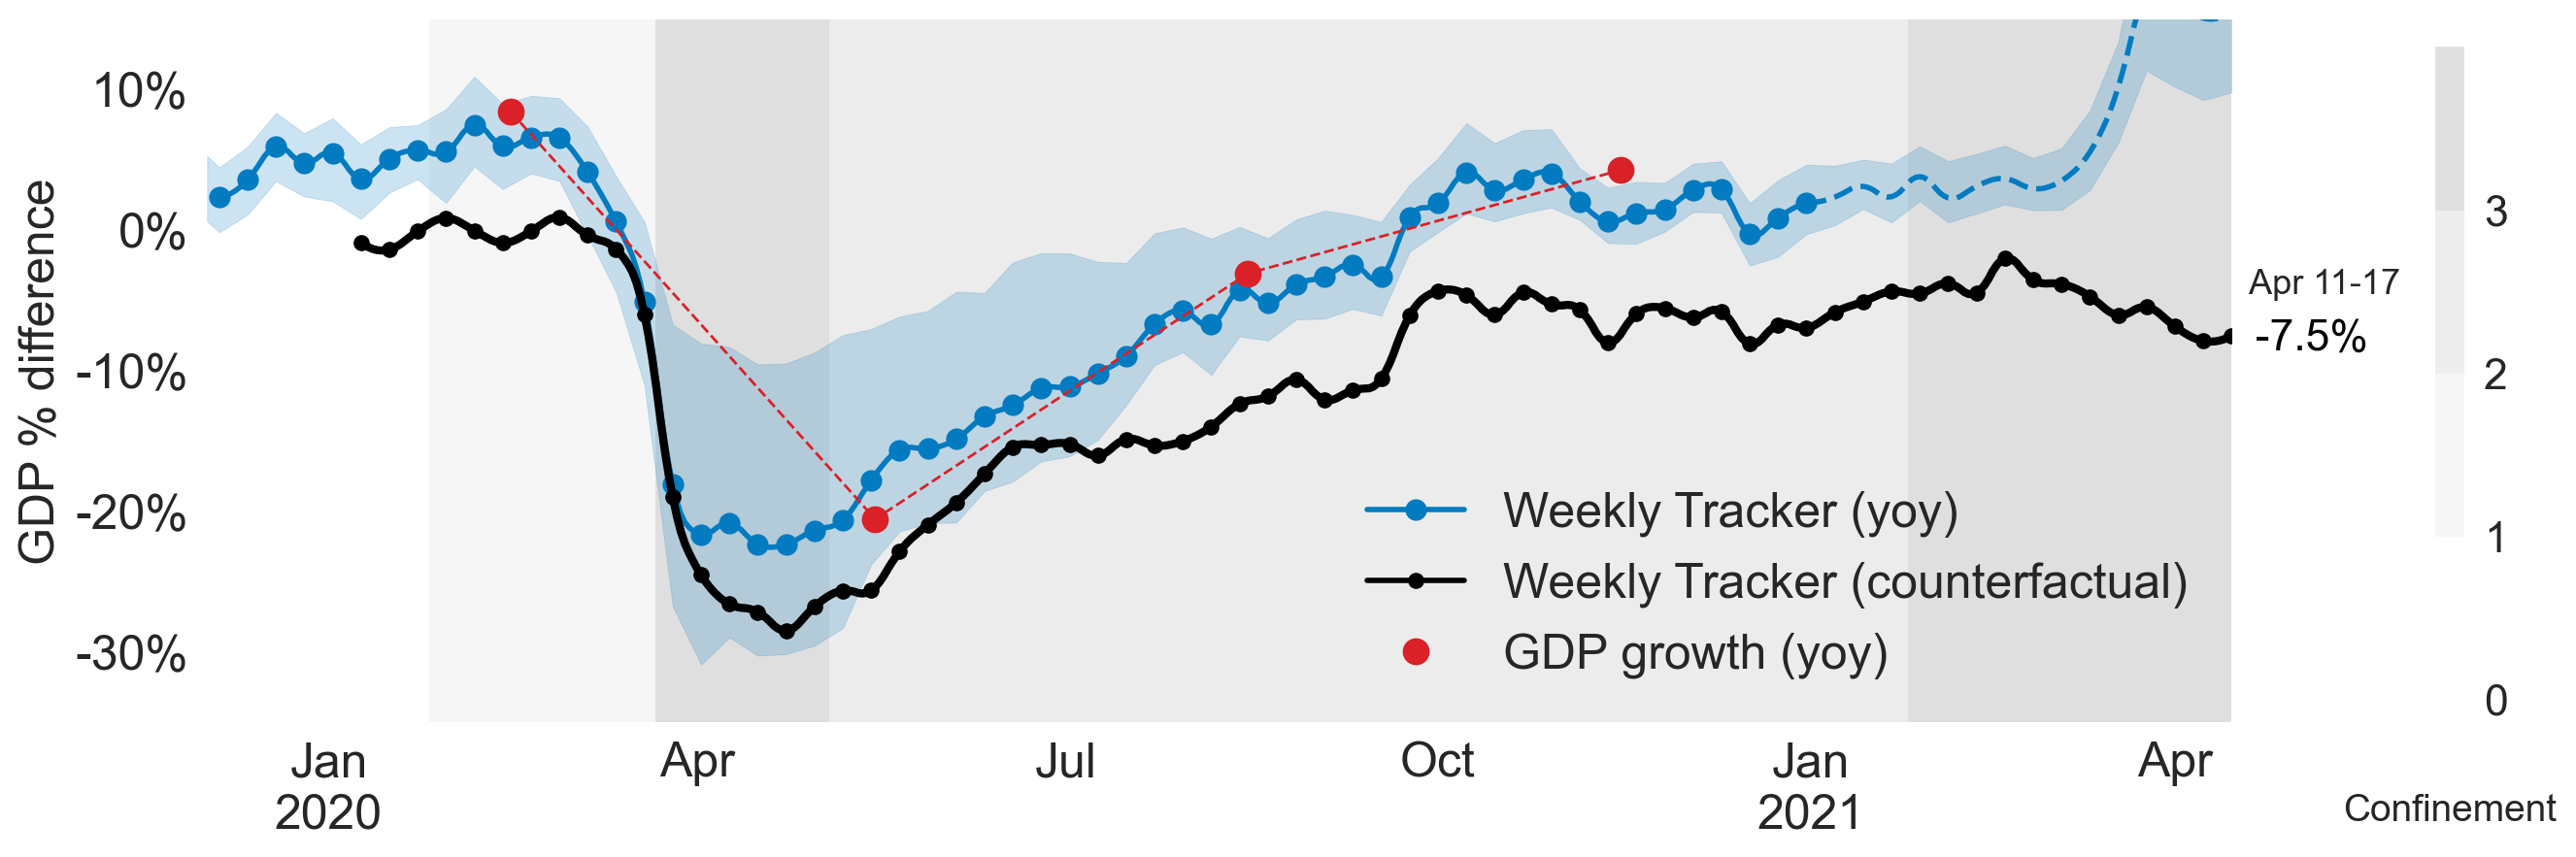 GDP % difference
10%
0%
-10%
-20%
-30%
Jan
2020
Apr
Jul
Oct
Jan
2021
Apr
Weekly Tracker (yoy)
Weekly Tracker (counterfactual)
GDP growth (yoy)
Apr 11-17
-7.5%
3
2
1
0
Confinement